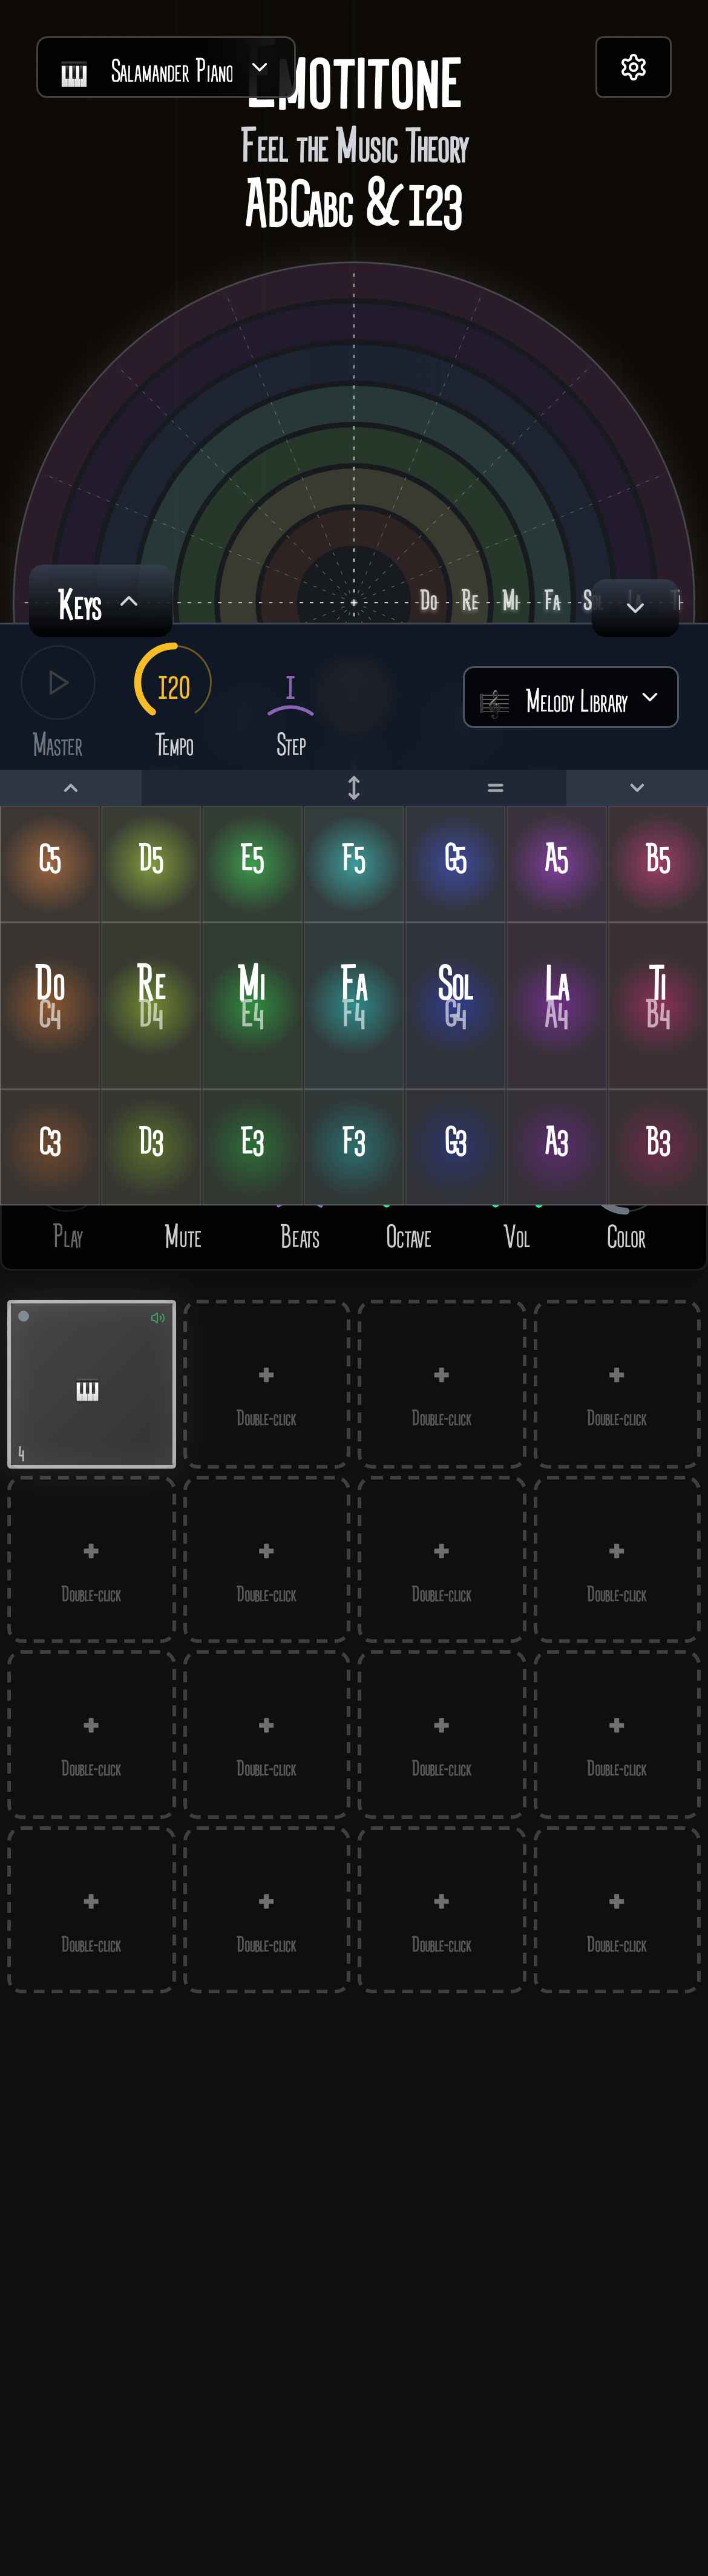 Salamander Piano
Emotitone
Feel the Music Theory
ABCabc & 123
Do Re Mi Fa Sol La Ti
Keys
120
1
Master
Tempo
Step
Melody Library
C5 D5 E5 F5 G5 A5 B5
Do Re Mi Fa Sol La Ti
C4 D4 E4 F4 G4 A4 B4
C3 D3 E3 F3 G3 A3 B3
Play Mute Beats Octave Vol Color
4
Double-click Double-click Double-click
Double-click Double-click Double-click Double-click
Double-click Double-click Double-click Double-click
Double-click Double-click Double-click Double-click